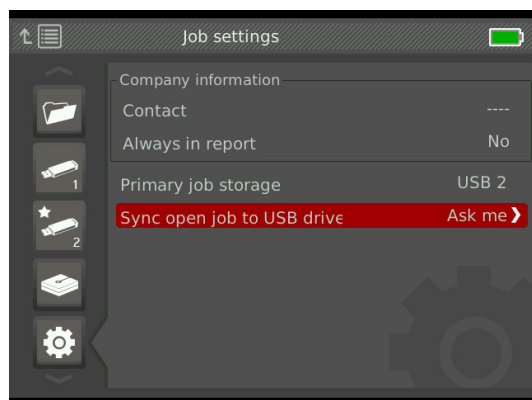 Job settings
Company information
Contact ----
Always in report No
Primary job storage USB 2
Sync open job to USB drive Ask me
1
2